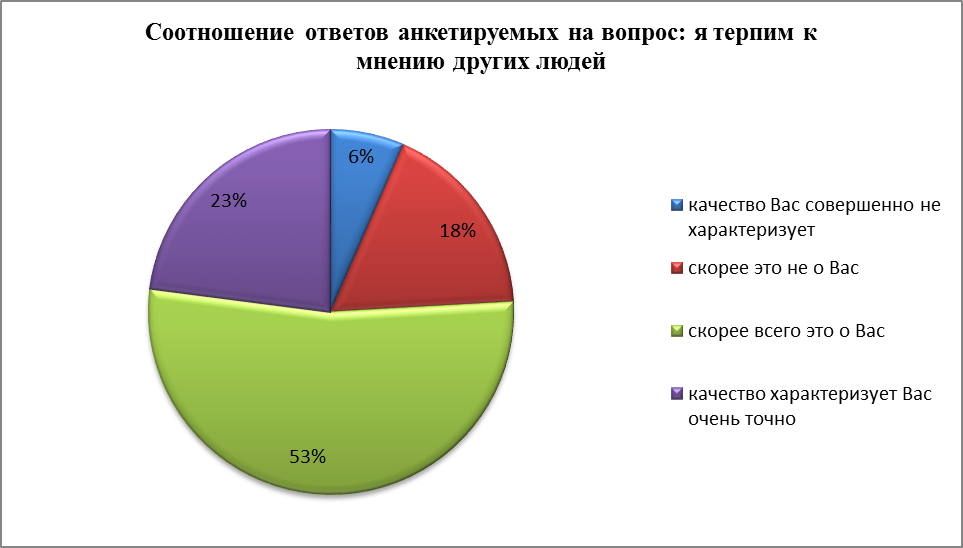 Соотношение ответов анкетируемых на вопрос: я терпим к
мнению других людей
6%
23%
18%
53%
качество Вас совершенно не
характеризует
скорее это не о Вас
скорее всего это о Вас
качество характеризует Вас
очень точно